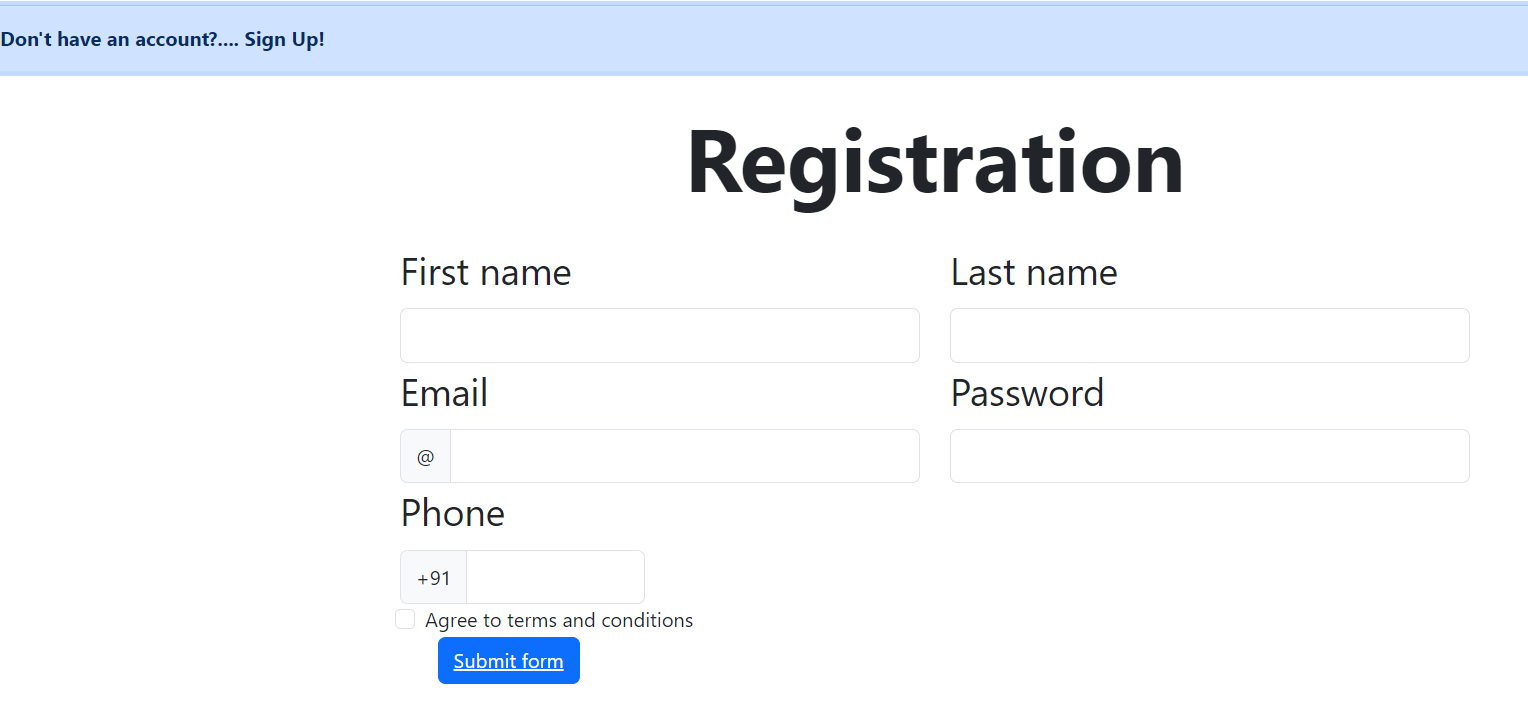 Don't have an account?.... Sign Up!
Registration
First name
Last name
Email
Password
@
Phone
+91
Agree to terms and conditions
Submit form